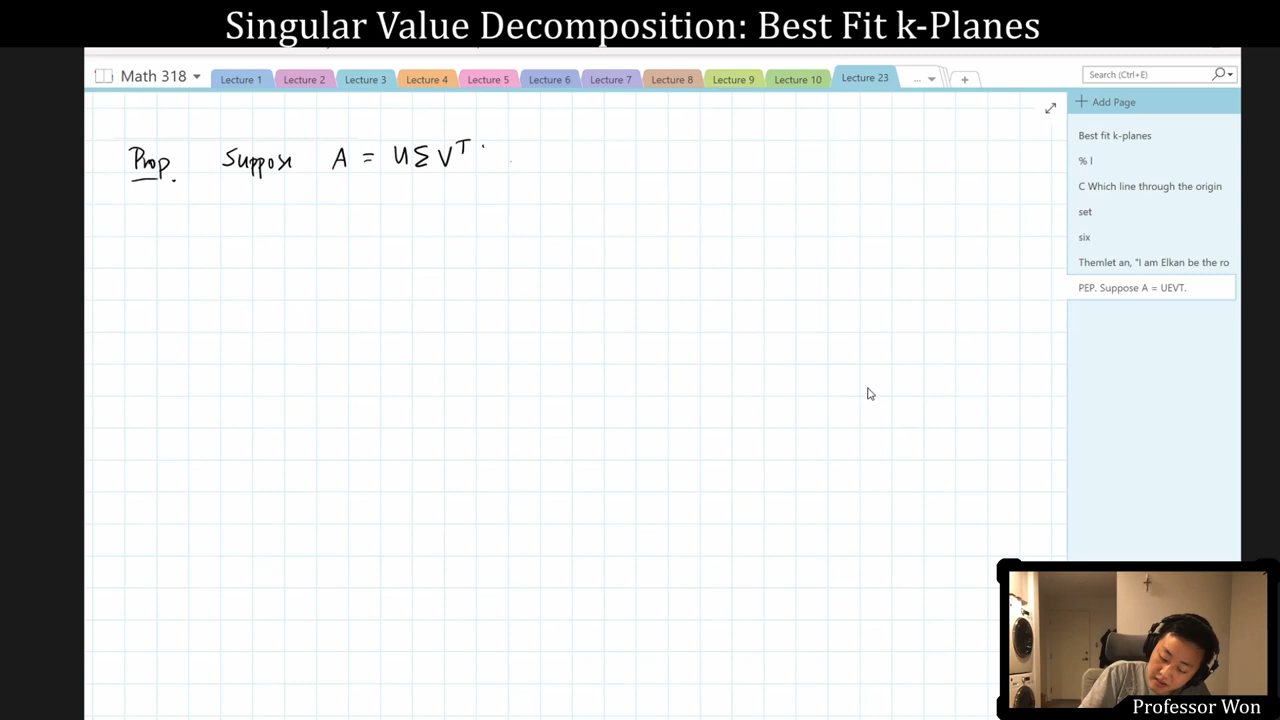 Singular Value Decomposition: Best Fit k-Planes
Math 318
Lecture 1
Lecture 2
Lecture 3
Lecture 4
Lecture 5
Lecture 6
Lecture 7
Lecture 8
Lecture 9
Lecture 10
Lecture 23
...
+
Search (Ctrl+E)
+ Add Page
Best fit k-planes
% l
C Which line through the origin
set
six
Themlet an, "I am Elkan be the ro
PEP. Suppose A = UEVT.
Prop. Suppose A = UΣV^T.
Professor Won